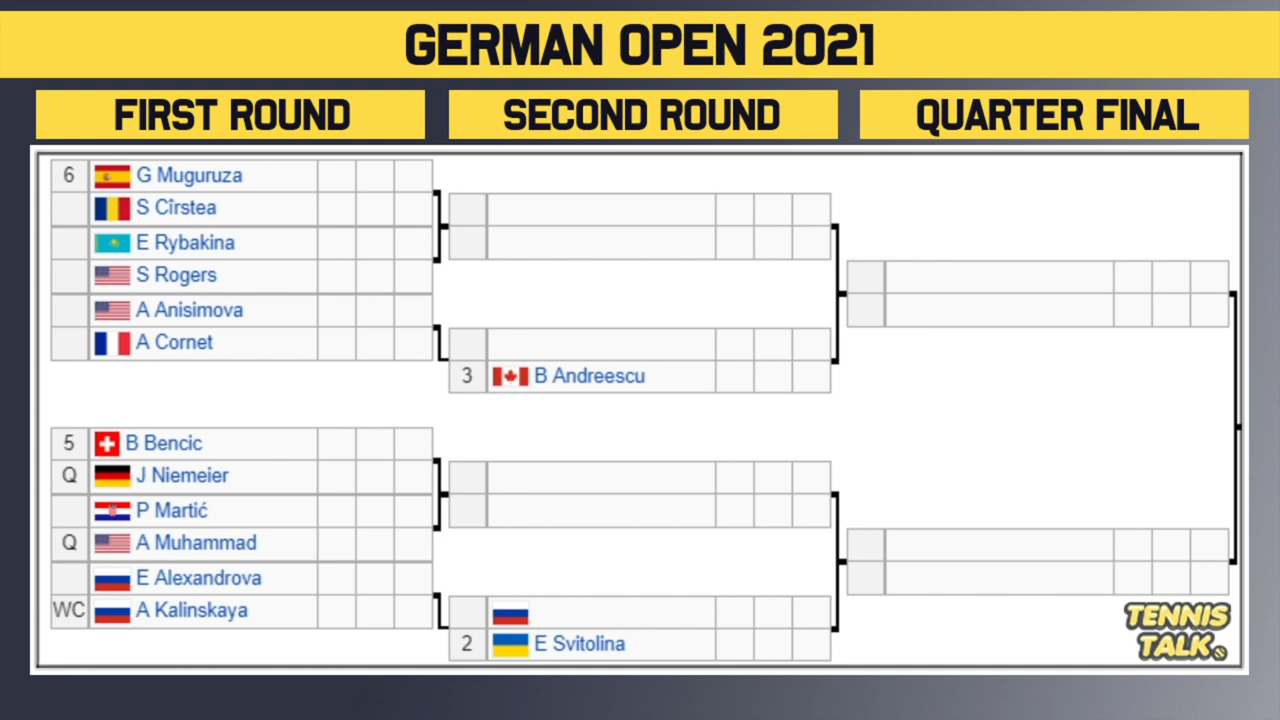 GERMAN OPEN 2021
FIRST ROUND
SECOND ROUND
QUARTER FINAL
6 G Muguruza
S Cîrstea
E Rybakina
S Rogers
A Anisimova
A Cornet
3 B Andreescu
5 B Bencic
Q J Niemeier
P Martić
Q A Muhammad
E Alexandrova
WC A Kalinskaya
2 E Svitolina
TENNIS
TALK